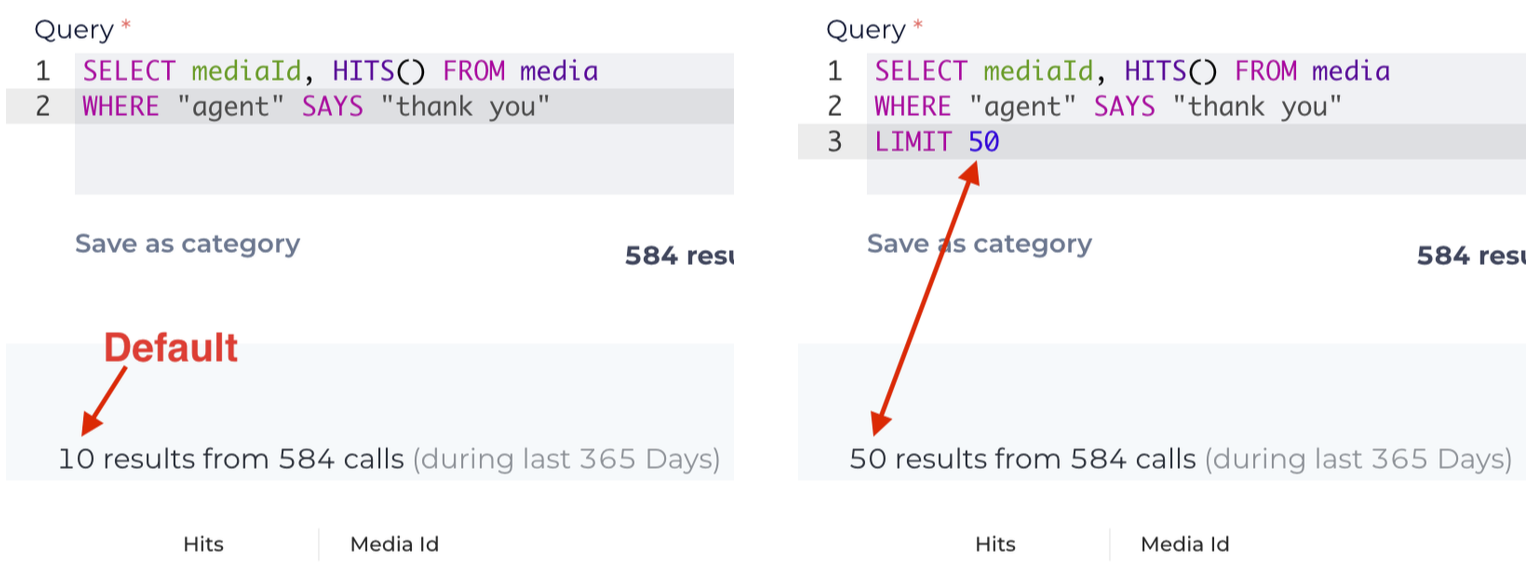 Query *
1 SELECT mediaId, HITS() FROM media
2 WHERE "agent" SAYS "thank you"
Save as category
584 resu
Default
10 results from 584 calls (during last 365 Days)
Hits
Media Id
Query *
1 SELECT mediaId, HITS() FROM media
2 WHERE "agent" SAYS "thank you"
3 LIMIT 50
Save as category
584 resu
50 results from 584 calls (during last 365 Days)
Hits
Media Id